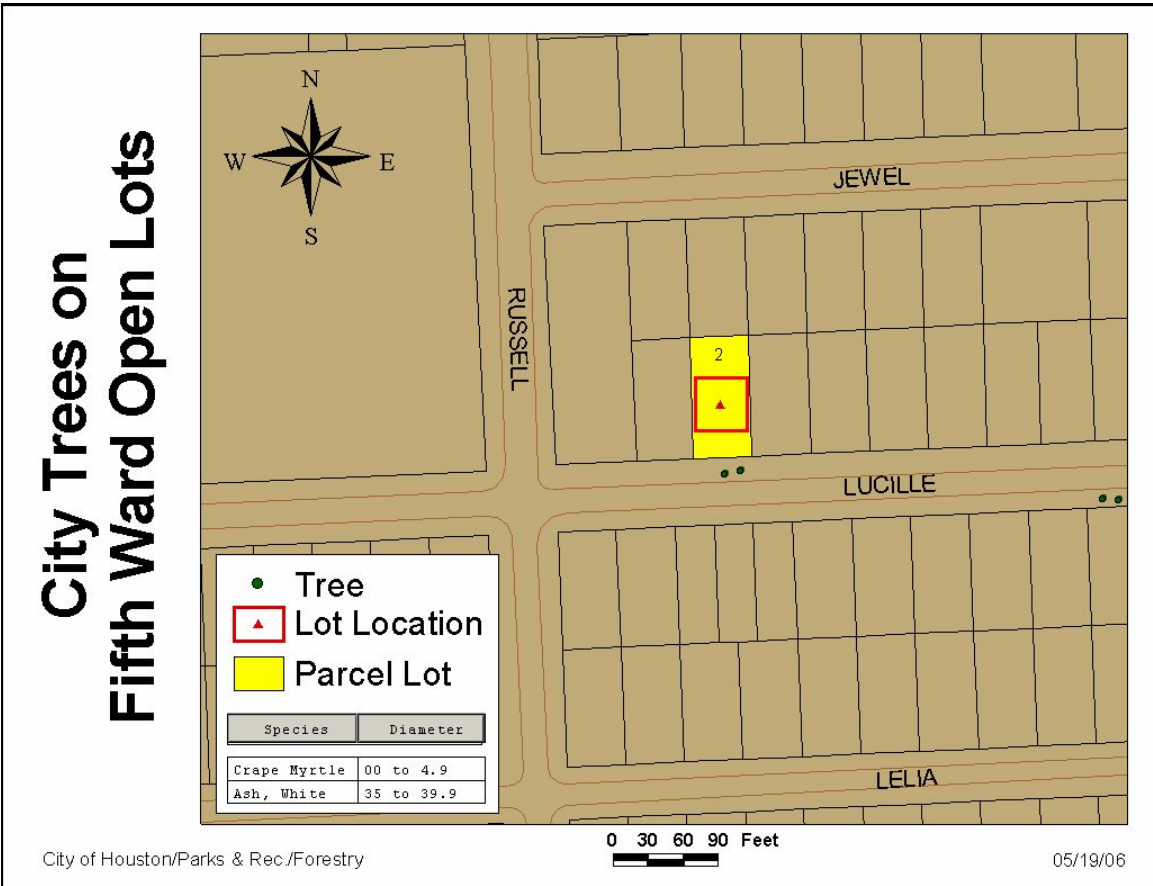 City Trees on
Fifth Ward Open Lots
N
W
E
S
JEWEL
RUSSELL
2
LUCILLE
Tree
Lot Location
Parcel Lot
Species Diameter
Crape Myrtle 00 to 4.9
Ash, White 35 to 39.9
LELIA
0 30 60 90 Feet
City of Houston/Parks & Rec./Forestry
05/19/06